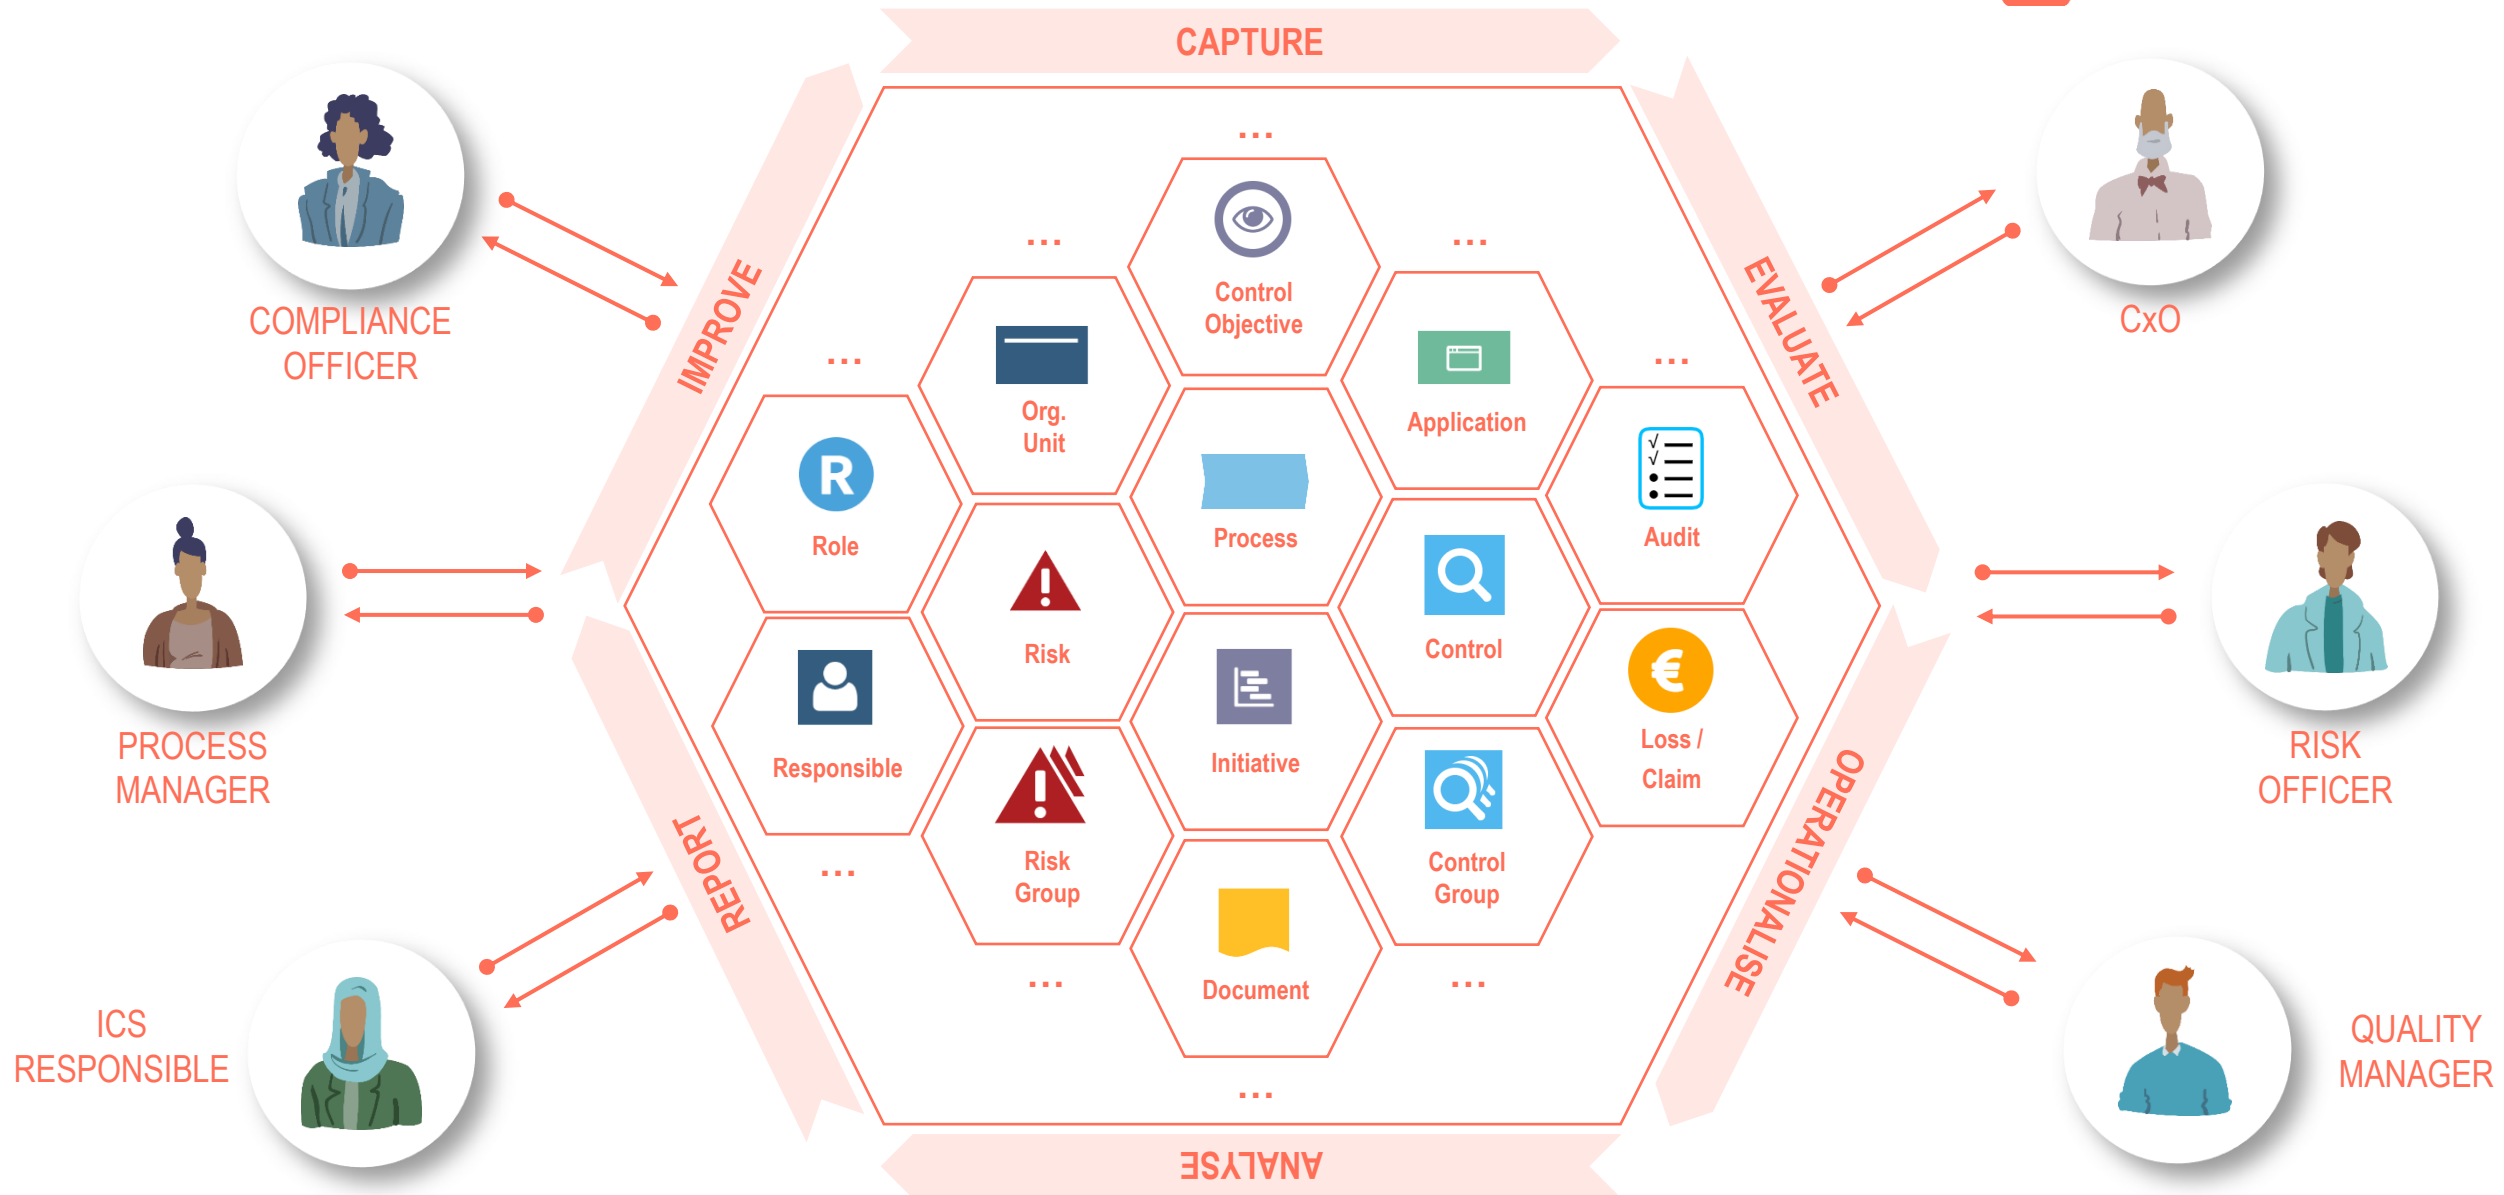 CAPTURE
IMPROVE
EVALUATE
COMPLIANCE
OFFICER
CxO
PROCESS
MANAGER
RISK
OFFICER
ICS
RESPONSIBLE
QUALITY
MANAGER
REPORT
OPERATIONALISE
ANALYSE
...
Control
Objective
...
...
Org.
Unit
Application
...
...
Role
Process
Audit
Risk
Control
Responsible
Initiative
Loss /
Claim
Risk
Group
Control
Group
...
Document
...
...
...
R
€
√
√